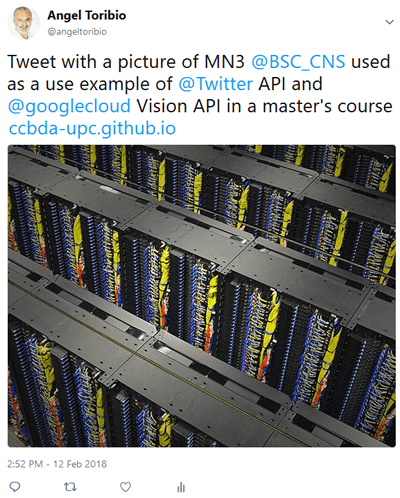 Angel Toribio
@angeltoribio
Tweet with a picture of MN3 @BSC_CNS used
as a use example of @Twitter API and
@googlecloud Vision API in a master's course
ccbda-upc.github.io
2:52 PM - 12 Feb 2018